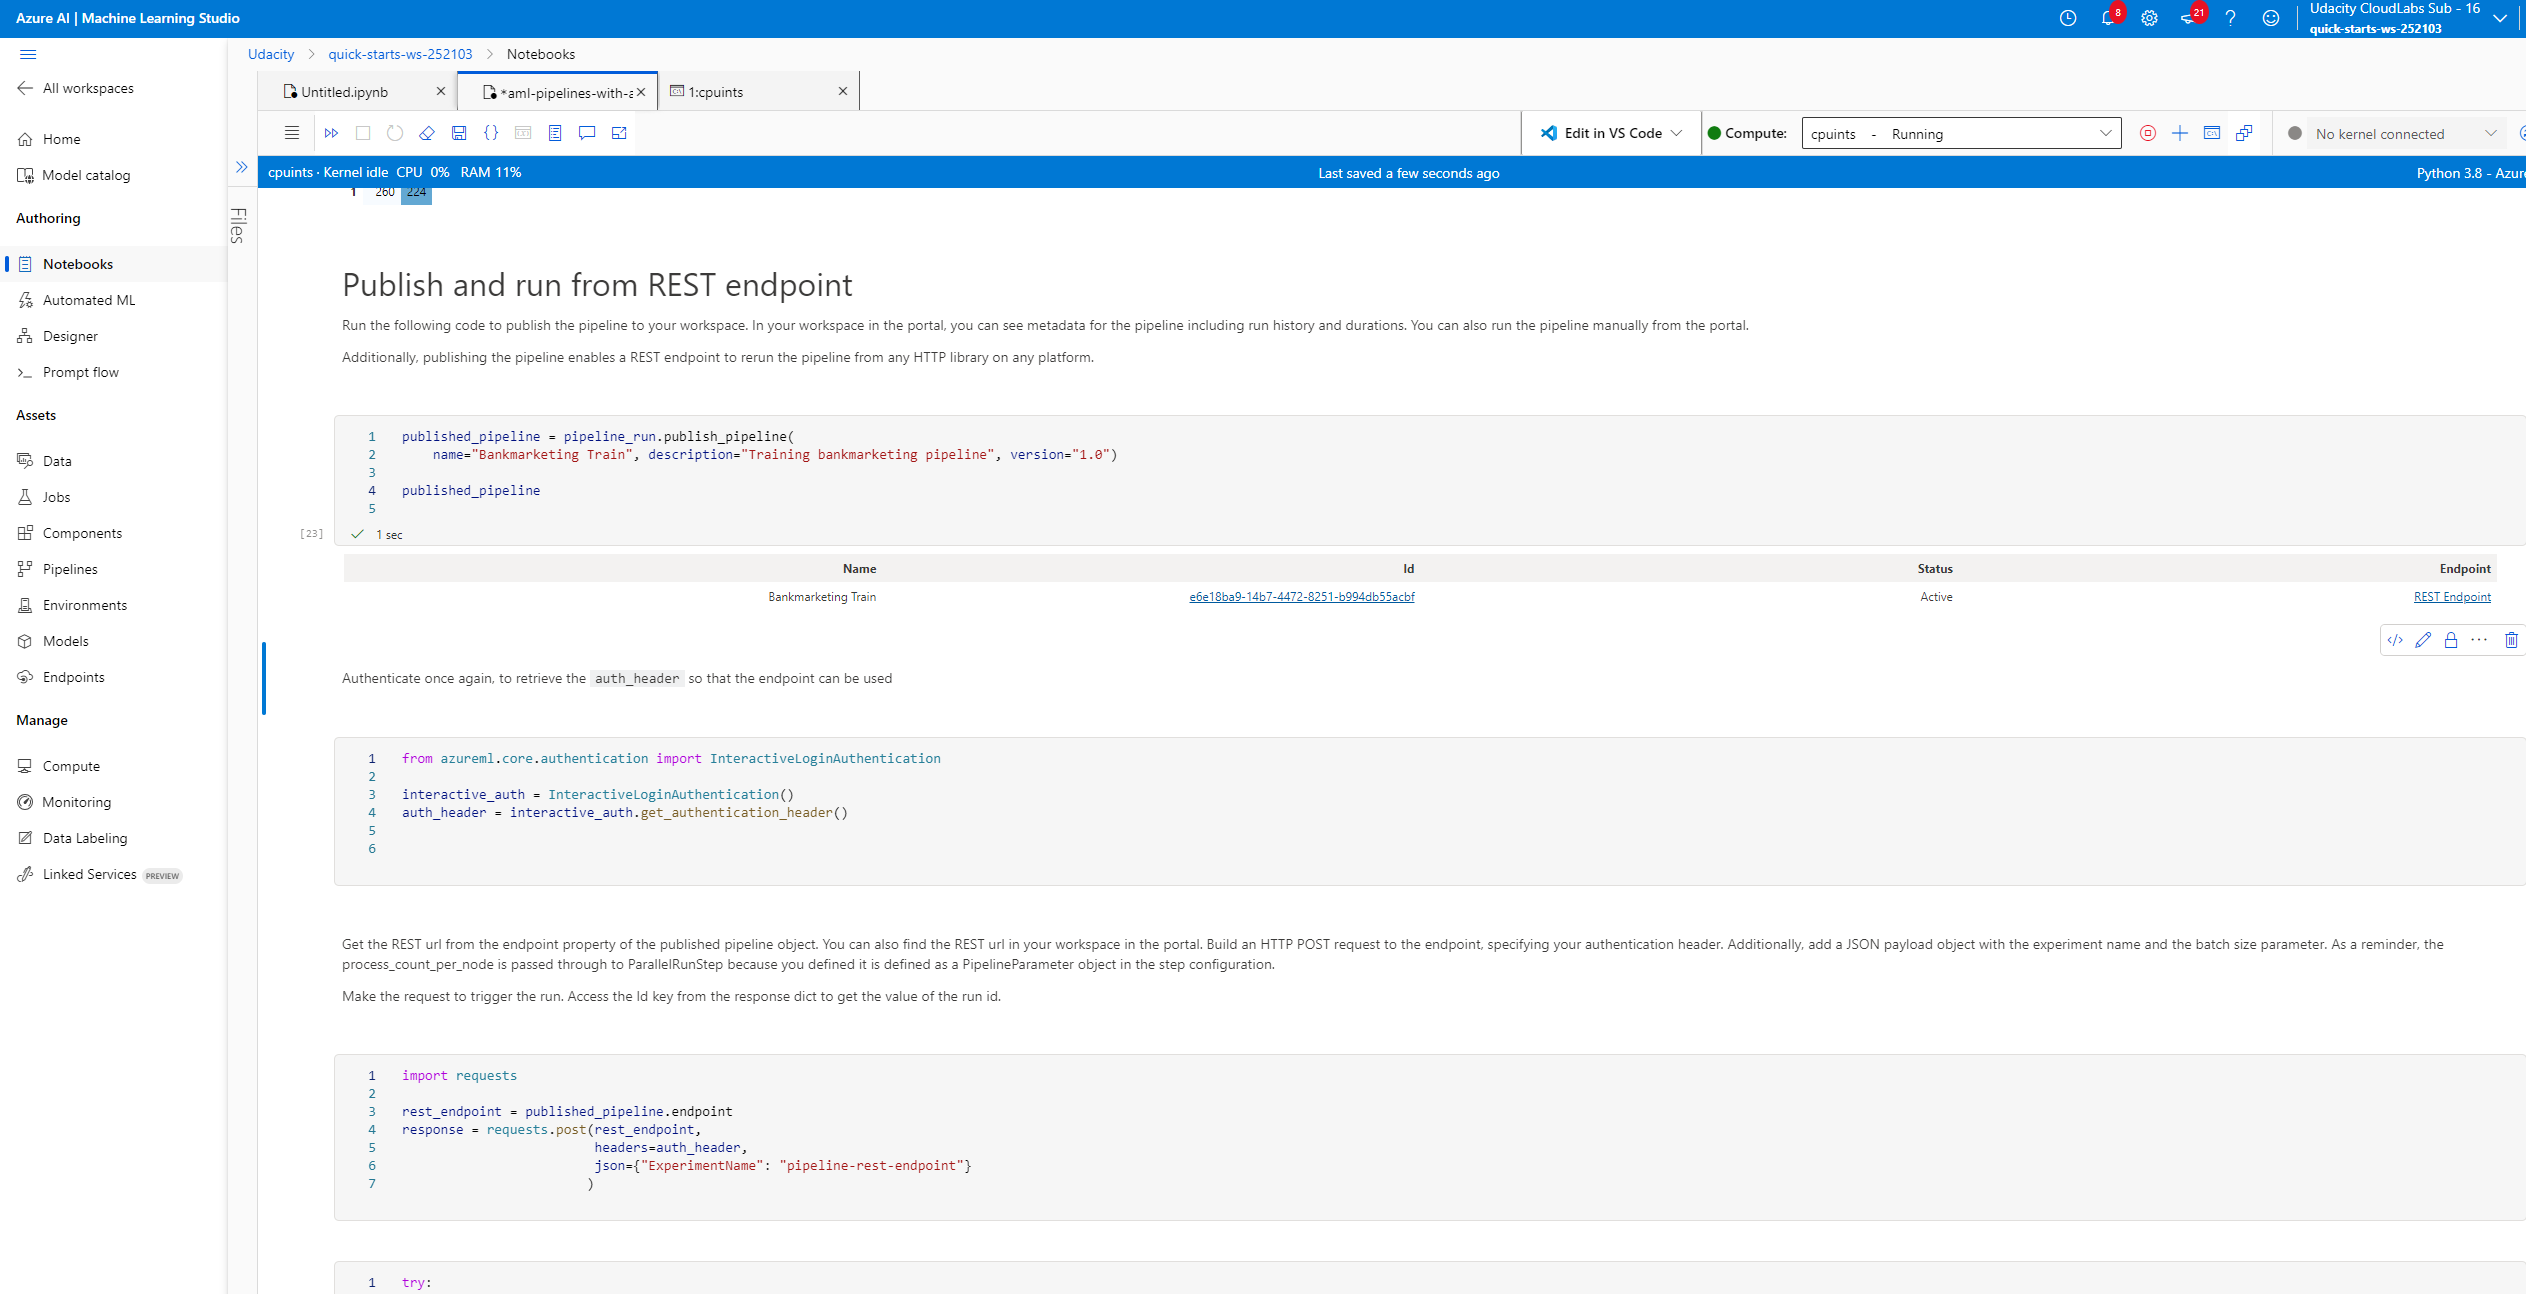 Azure AI | Machine Learning Studio
8
21
Udacity CloudLabs Sub - 16
quick-starts-ws-252103
All workspaces
Home
Model catalog
Authoring
Notebooks
Automated ML
Designer
Prompt flow
Assets
Data
Jobs
Components
Pipelines
Environments
Models
Endpoints
Manage
Compute
Monitoring
Data Labeling
Linked Services PREVIEW
Udacity > quick-starts-ws-252103 > Notebooks
Untitled.ipynb
*aml-pipelines-with-a
1:cpuints
Edit in VS Code
Compute:
cpuints - Running
No kernel connected
Files
cpuints · Kernel idle CPU 0% RAM 11%
Last saved a few seconds ago
Python 3.8 - Azure
1 260 224
Publish and run from REST endpoint
Run the following code to publish the pipeline to your workspace. In your workspace in the portal, you can see metadata for the pipeline including run history and durations. You can also run the pipeline manually from the portal.
Additionally, publishing the pipeline enables a REST endpoint to rerun the pipeline from any HTTP library on any platform.
1 published_pipeline = pipeline_run.publish_pipeline(
2 name="Bankmarketing Train", description="Training bankmarketing pipeline", version="1.0")
3
4 published_pipeline
5
[23]
1 sec
Name Id Status Endpoint
Bankmarketing Train e6e18ba9-14b7-4472-8251-b994db55acbf Active REST Endpoint
Authenticate once again, to retrieve the auth_header so that the endpoint can be used
1 from azureml.core.authentication import InteractiveLoginAuthentication
2
3 interactive_auth = InteractiveLoginAuthentication()
4 auth_header = interactive_auth.get_authentication_header()
5
6
Get the REST url from the endpoint property of the published pipeline object. You can also find the REST url in your workspace in the portal. Build an HTTP POST request to the endpoint, specifying your authentication header. Additionally, add a JSON payload object with the experiment name and the batch size parameter. As a reminder, the
process_count_per_node is passed through to ParallelRunStep because you defined it is defined as a PipelineParameter object in the step configuration.
Make the request to trigger the run. Access the Id key from the response dict to get the value of the run id.
1 import requests
2
3 rest_endpoint = published_pipeline.endpoint
4 response = requests.post(rest_endpoint,
5 headers=auth_header,
6 json={"ExperimentName": "pipeline-rest-endpoint"}
7 )
1 try: